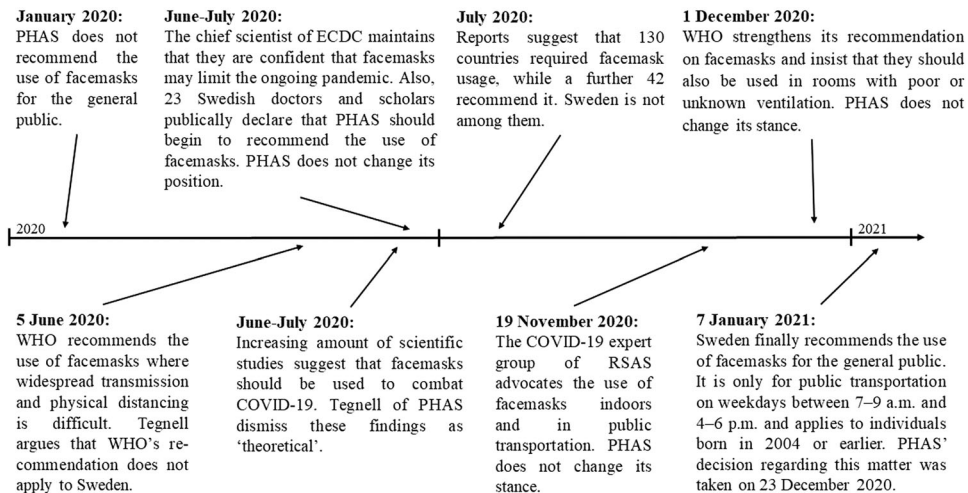 January 2020:
PHAS does not
recommend the
use of facemasks
for the general
public.
June-July 2020:
The chief scientist of ECDC maintains
that they are confident that facemasks
may limit the ongoing pandemic. Also,
23 Swedish doctors and scholars
publically declare that PHAS should
begin to recommend the use of
facemasks. PHAS does not change its
position.
July 2020:
Reports suggest that 130
countries required facemask
usage, while a further 42
recommend it. Sweden is not
among them.
1 December 2020:
WHO strengthens its recommendation
on facemasks and insist that they should
also be used in rooms with poor or
unknown ventilation. PHAS does not
change its stance.
2020
2021
5 June 2020:
WHO recommends the
use of facemasks where
widespread transmission
and physical distancing
is difficult. Tegnell
argues that WHO's re-
commendation does not
apply to Sweden.
June-July 2020:
Increasing amount of scientific
studies suggest that facemasks
should be used to combat
COVID-19. Tegnell of PHAS
dismiss these findings as
'theoretical'.
19 November 2020:
The COVID-19 expert
group of RSAS
advocates the use of
facemasks indoors
and in public
transportation. PHAS
does not change its
stance.
7 January 2021:
Sweden finally recommends the use
of facemasks for the general public.
It is only for public transportation
on weekdays between 7–9 a.m. and
4–6 p.m. and applies to individuals
born in 2004 or earlier. PHAS'
decision regarding this matter was
taken on 23 December 2020.